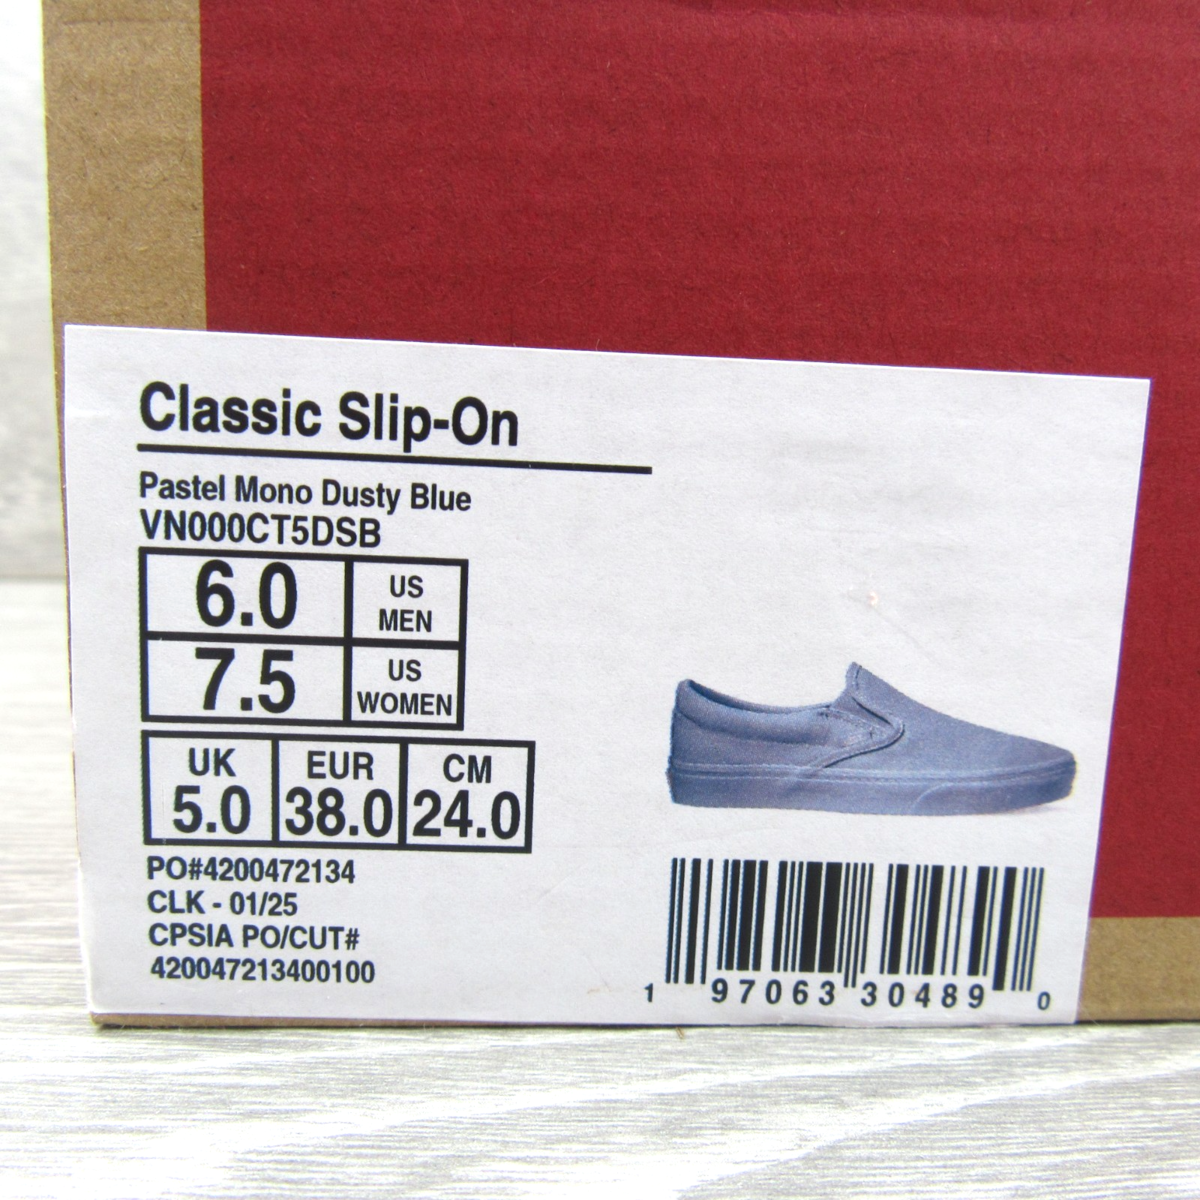 Classic Slip-On
Pastel Mono Dusty Blue
VN000CT5DSB
6.0 US MEN
7.5 US WOMEN
UK EUR CM
5.0 38.0 24.0
PO#4200472134
CLK - 01/25
CPSIA PO/CUT#
420047213400100
1 97063 30489 0